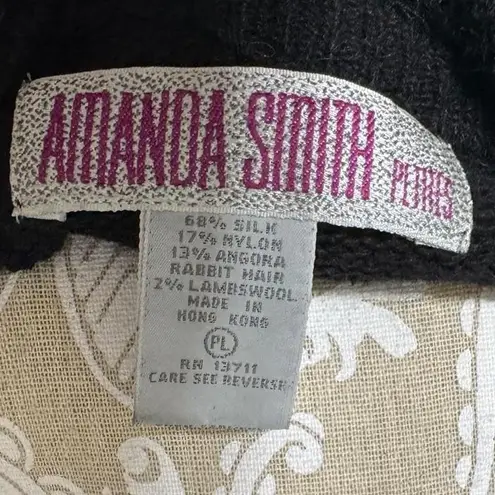 AMANDA SMITH PETITES
68% SILK
17% NYLON
13% ANGORA
RABBIT HAIR
2% LAMBSWOOL
MADE IN
HONG KONG
PL
RN 13711
CARE SEE REVERSE